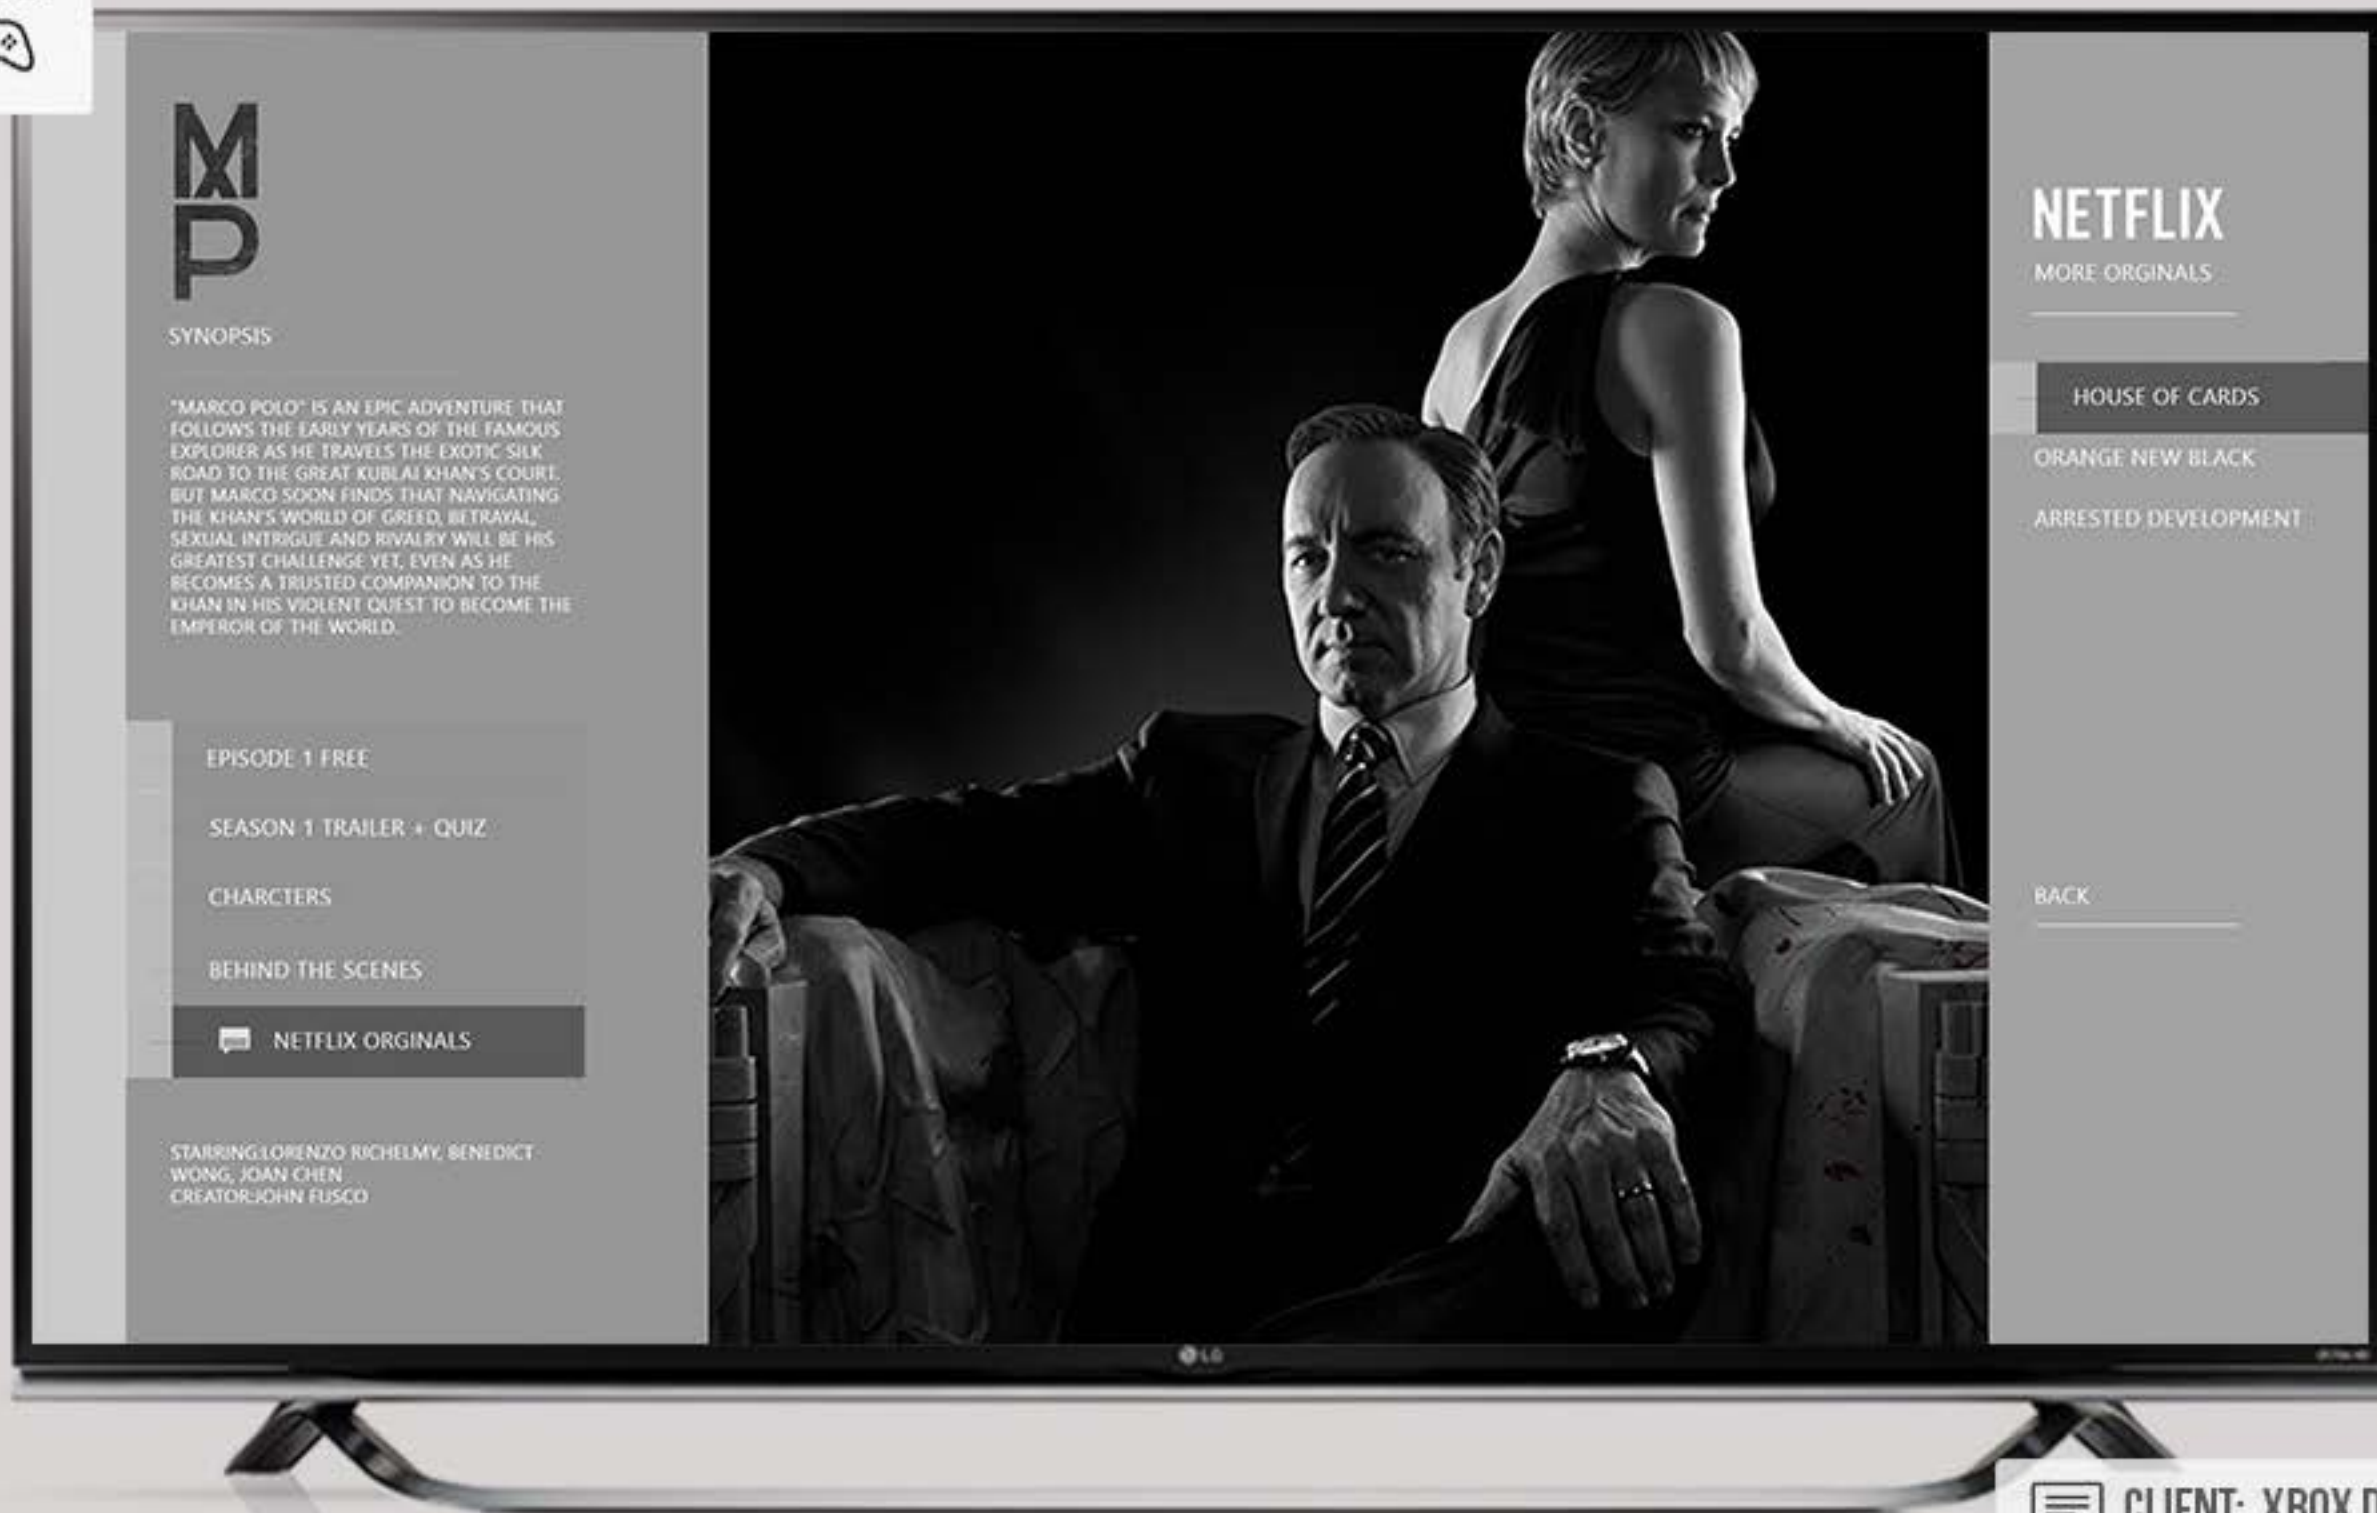 M
P
SYNOPSIS
"MARCO POLO" IS AN EPIC ADVENTURE THAT
FOLLOWS THE EARLY YEARS OF THE FAMOUS
EXPLORER AS HE TRAVELS THE EXOTIC SILK
ROAD TO THE GREAT KUBLAI KHAN'S COURT.
BUT MARCO SOON FINDS THAT NAVIGATING
THE KHAN'S WORLD OF GREED, BETRAYAL,
SEXUAL INTRIGUE AND RIVALRY WILL BE HIS
GREATEST CHALLENGE YET, EVEN AS HE
BECOMES A TRUSTED COMPANION TO THE
KHAN IN HIS VIOLENT QUEST TO BECOME THE
EMPEROR OF THE WORLD.
EPISODE 1 FREE
SEASON 1 TRAILER + QUIZ
CHARCTERS
BEHIND THE SCENES
NETFLIX ORGINALS
STARRING:LORENZO RICHELMY, BENEDICT
WONG, JOAN CHEN
CREATOR:JOHN FUSCO
NETFLIX
MORE ORGINALS
HOUSE OF CARDS
ORANGE NEW BLACK
ARRESTED DEVELOPMENT
BACK
LG
CLIENT: XBOX